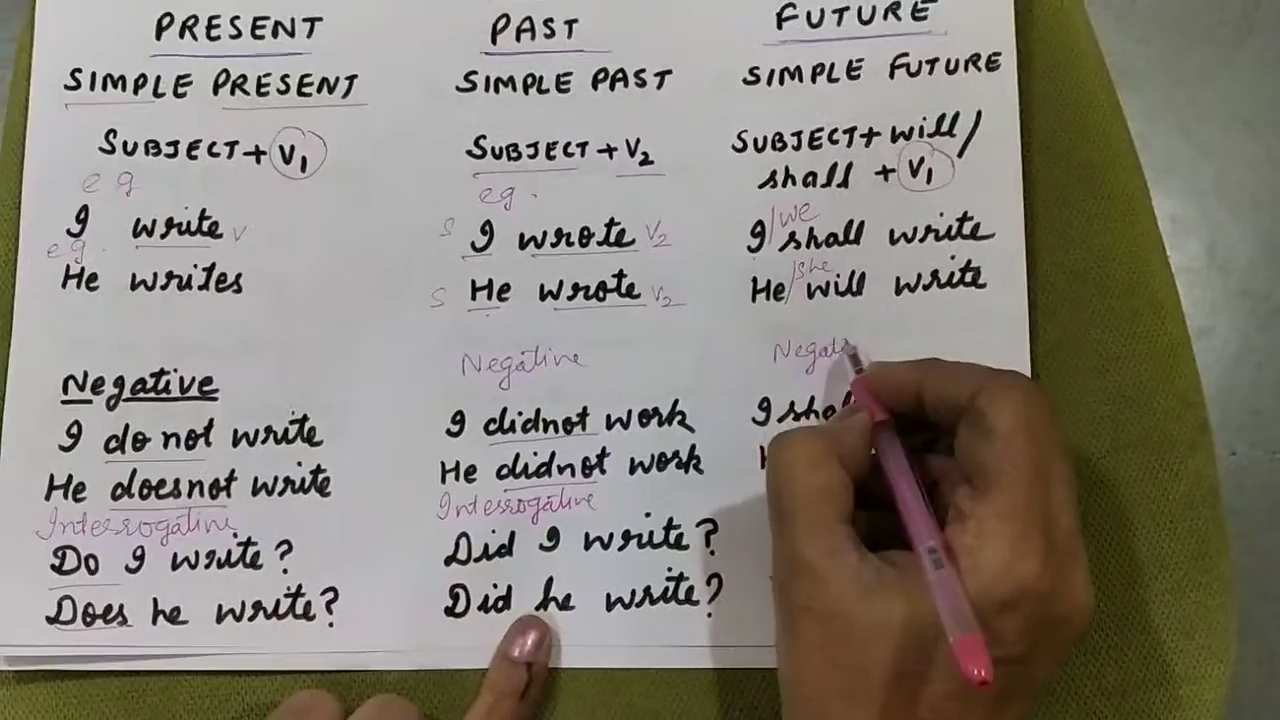 PRESENT
SIMPLE PRESENT
SUBJECT + V1
eg
I write V
eg.
He writes
Negative
I do not write
He doesnot write
Interrogative
Do I write?
Does he write?
PAST
SIMPLE PAST
SUBJECT + V2
eg.
S I wrote V2
S He wrote V2
Negative
I didnot work
He didnot work
Interrogative
Did I write?
Did he write?
FUTURE
SIMPLE FUTURE
SUBJECT + will/
shall + V1
I/we shall write
He/she will write
Negati
I shal